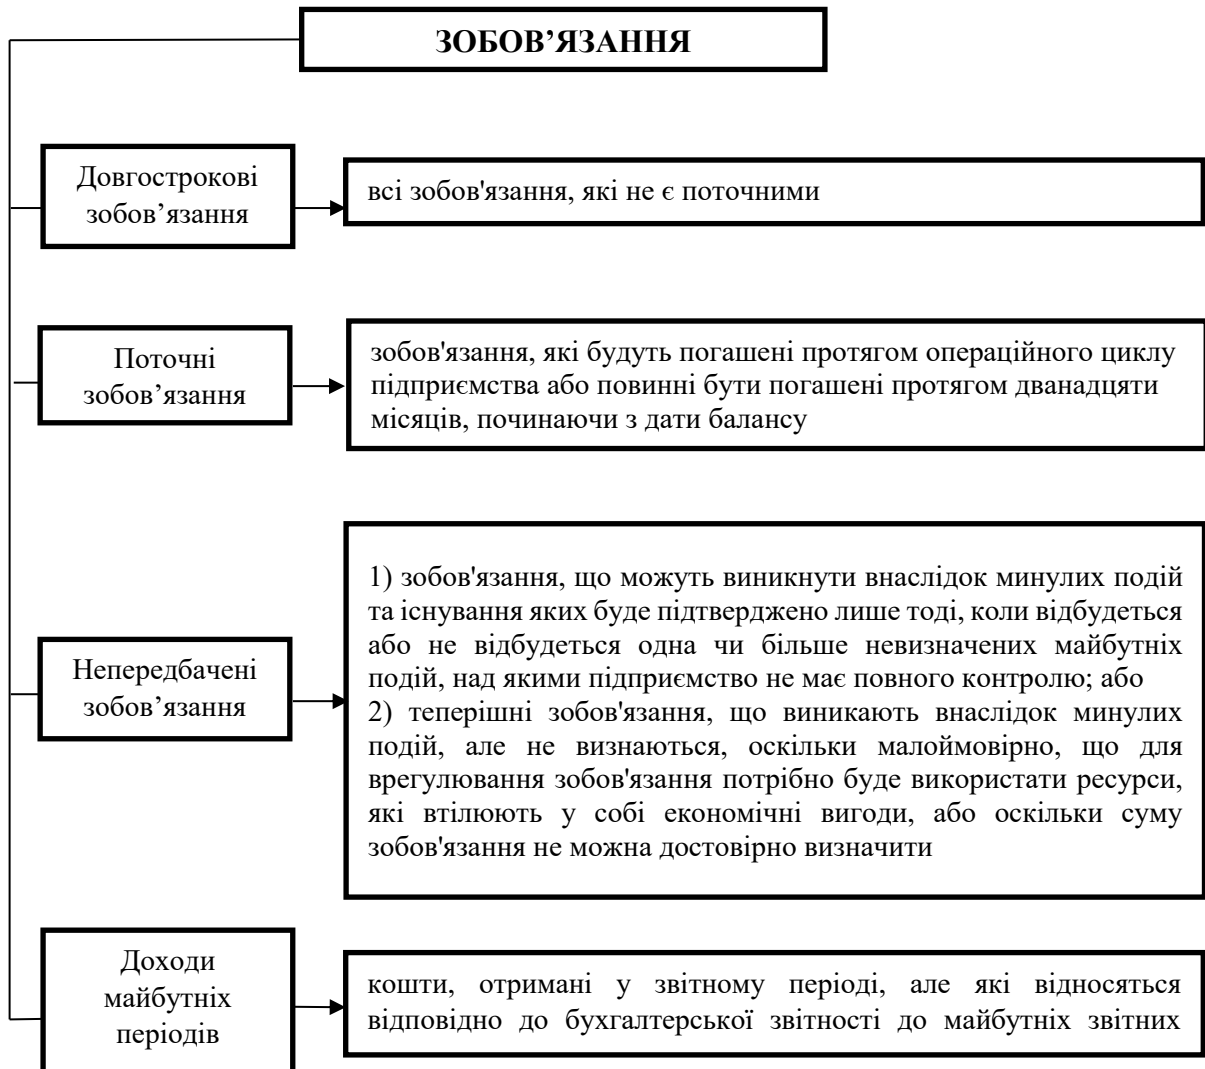 ЗОБОВ’ЯЗАННЯ
Довгострокові
зобов’язання
всі зобов'язання, які не є поточними
Поточні
зобов’язання
зобов'язання, які будуть погашені протягом операційного циклу
підприємства або повинні бути погашені протягом дванадцяти
місяців, починаючи з дати балансу
Непередбачені
зобов’язання
1) зобов'язання, що можуть виникнути внаслідок минулих подій
та існування яких буде підтверджено лише тоді, коли відбудеться
або не відбудеться одна чи більше невизначених майбутніх
подій, над якими підприємство не має повного контролю; або
2) теперішні зобов'язання, що виникають внаслідок минулих
подій, але не визнаються, оскільки малоймовірно, що для
врегулювання зобов'язання потрібно буде використати ресурси,
які втілюють у собі економічні вигоди, або оскільки суму
зобов'язання не можна достовірно визначити
Доходи
майбутніх
періодів
кошти, отримані у звітному періоді, але які відносяться
відповідно до бухгалтерської звітності до майбутніх звітних